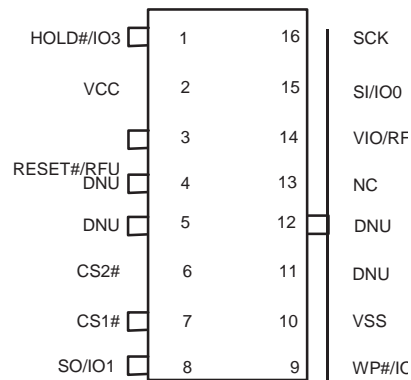 HOLD#/IO3 1 16 SCK
VCC 2 15 SI/IO0
3 14 VIO/RF
RESET#/RFU
DNU 4 13 NC
DNU 5 12 DNU
CS2# 6 11 DNU
CS1# 7 10 VSS
SO/IO1 8 9 WP#/IO